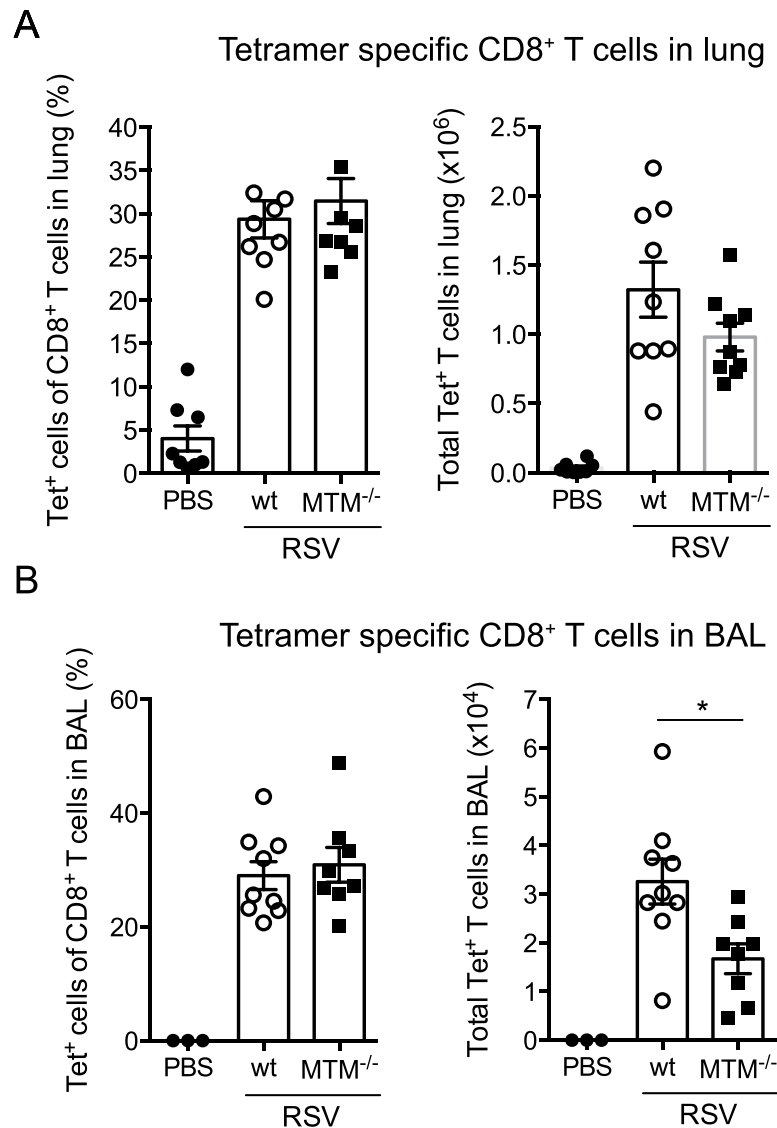 A
Tetramer specific CD8⁺ T cells in lung
Tet⁺ cells of CD8⁺ T cells in lung (%)
40
35
30
25
20
15
10
5
0
PBS
wt
MTM⁻/⁻
RSV
Total Tet⁺ T cells in lung (x10⁶)
2.5
2.0
1.5
1.0
0.5
0.0
PBS
wt
MTM⁻/⁻
RSV
B
Tetramer specific CD8⁺ T cells in BAL
Tet⁺ cells of CD8⁺ T cells in BAL (%)
60
40
20
0
PBS
wt
MTM⁻/⁻
RSV
Total Tet⁺ T cells in BAL (x10⁴)
7
6
5
4
3
2
1
0
*
PBS
wt
MTM⁻/⁻
RSV